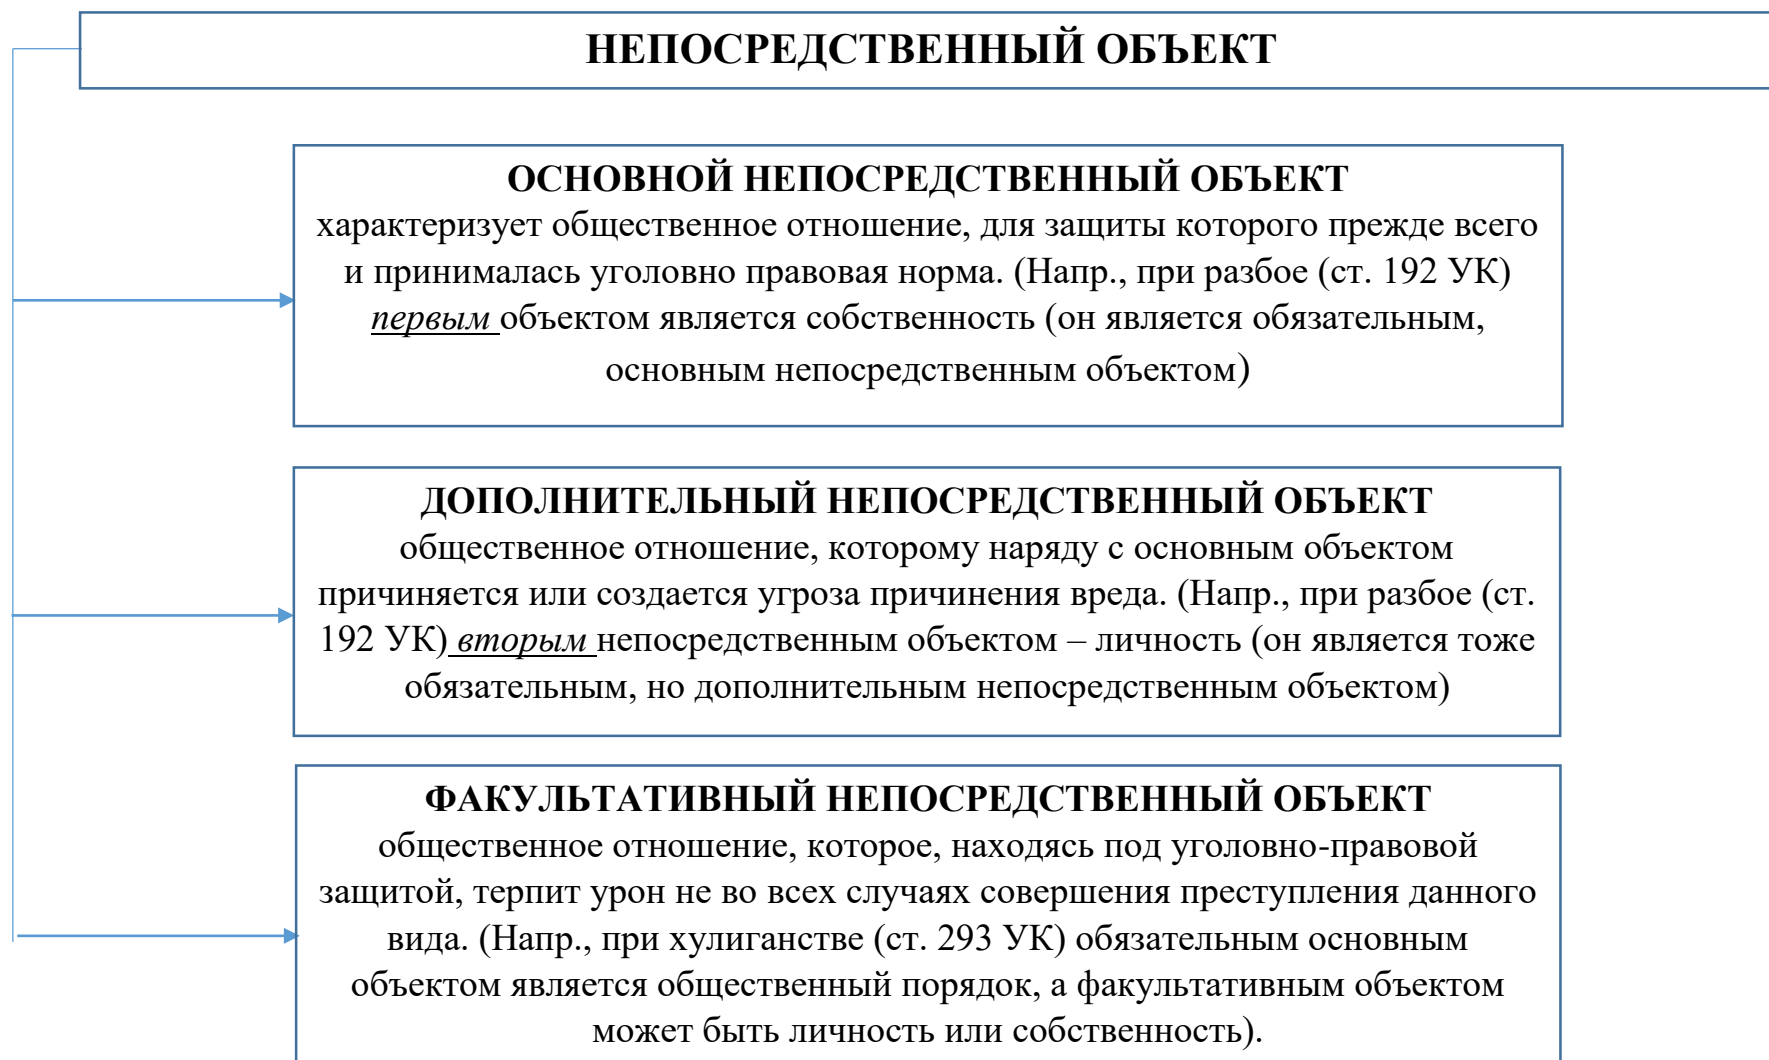 НЕПОСРЕДСТВЕННЫЙ ОБЪЕКТ
ОСНОВНОЙ НЕПОСРЕДСТВЕННЫЙ ОБЪЕКТ
характеризует общественное отношение, для защиты которого прежде всего
и принималась уголовно правовая норма. (Напр., при разбое (ст. 192 УК)
первым объектом является собственность (он является обязательным,
основным непосредственным объектом)
ДОПОЛНИТЕЛЬНЫЙ НЕПОСРЕДСТВЕННЫЙ ОБЪЕКТ
общественное отношение, которому наряду с основным объектом
причиняется или создается угроза причинения вреда. (Напр., при разбое (ст.
192 УК) вторым непосредственным объектом – личность (он является тоже
обязательным, но дополнительным непосредственным объектом)
ФАКУЛЬТАТИВНЫЙ НЕПОСРЕДСТВЕННЫЙ ОБЪЕКТ
общественное отношение, которое, находясь под уголовно-правовой
защитой, терпит урон не во всех случаях совершения преступления данного
вида. (Напр., при хулиганстве (ст. 293 УК) обязательным основным
объектом является общественный порядок, а факультативным объектом
может быть личность или собственность).